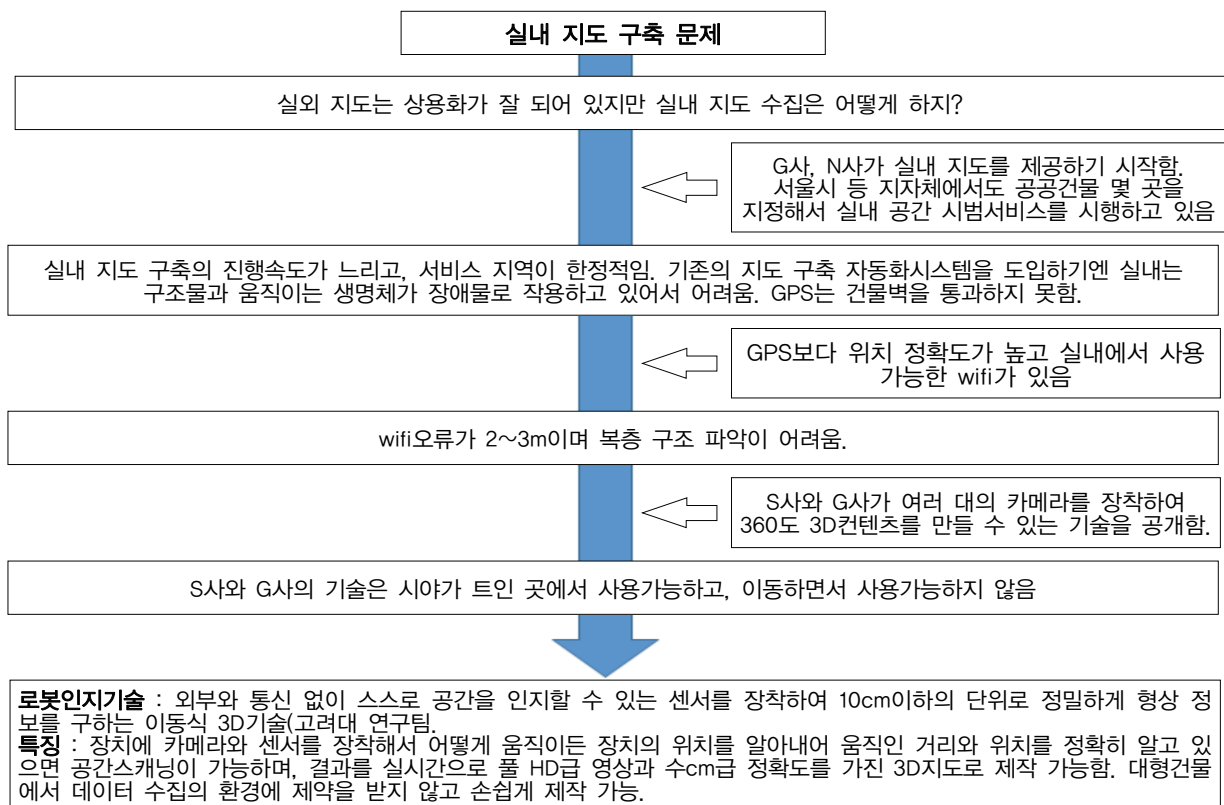 실내 지도 구축 문제
실외 지도는 상용화가 잘 되어 있지만 실내 지도 수집은 어떻게 하지?
G사, N사가 실내 지도를 제공하기 시작함.
서울시 등 지자체에서도 공공건물 몇 곳을
지정해서 실내 공간 시범서비스를 시행하고 있음
실내 지도 구축의 진행속도가 느리고, 서비스 지역이 한정적임. 기존의 지도 구축 자동화시스템을 도입하기엔 실내는
구조물과 움직이는 생명체가 장애물로 작용하고 있어서 어려움. GPS는 건물벽을 통과하지 못함.
GPS보다 위치 정확도가 높고 실내에서 사용
가능한 wifi가 있음
wifi오류가 2~3m이며 복층 구조 파악이 어려움.
S사와 G사가 여러 대의 카메라를 장착하여
360도 3D컨텐츠를 만들 수 있는 기술을 공개함.
S사와 G사의 기술은 시야가 트인 곳에서 사용가능하고, 이동하면서 사용가능하지 않음
로봇인지기술 : 외부와 통신 없이 스스로 공간을 인지할 수 있는 센서를 장착하여 10cm이하의 단위로 정밀하게 형상 정
보를 구하는 이동식 3D기술(고려대 연구팀.
특징 : 장치에 카메라와 센서를 장착해서 어떻게 움직이든 장치의 위치를 알아내어 움직인 거리와 위치를 정확히 알고 있
으면 공간스캐닝이 가능하며, 결과를 실시간으로 풀 HD급 영상과 수cm급 정확도를 가진 3D지도로 제작 가능함. 대형건물
에서 데이터 수집의 환경에 제약을 받지 않고 손쉽게 제작 가능.